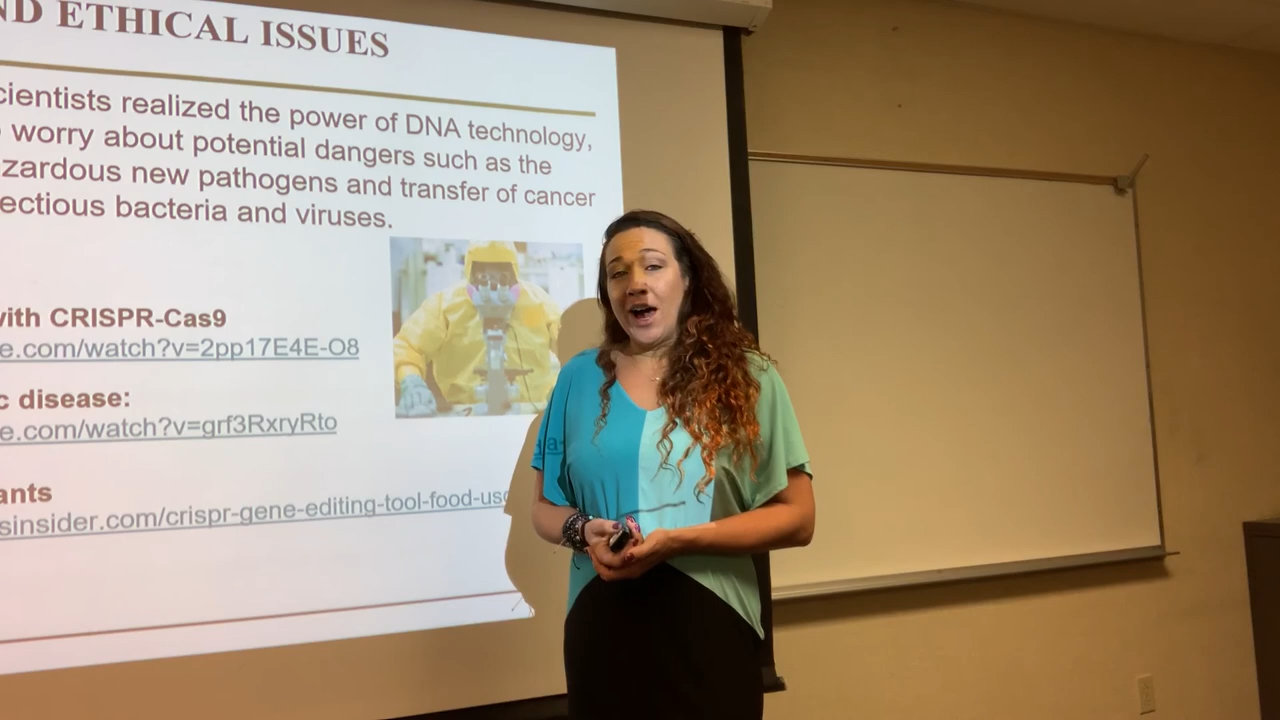 ND ETHICAL ISSUES
cientists realized the power of DNA technology,
worry about potential dangers such as the
zardous new pathogens and transfer of cancer
ectious bacteria and viruses.
with CRISPR-Cas9
e.com/watch?v=2pp17E4E-O8
c disease:
e.com/watch?v=grf3RxryRto
ants
sinsider.com/crispr-gene-editing-tool-food-usd